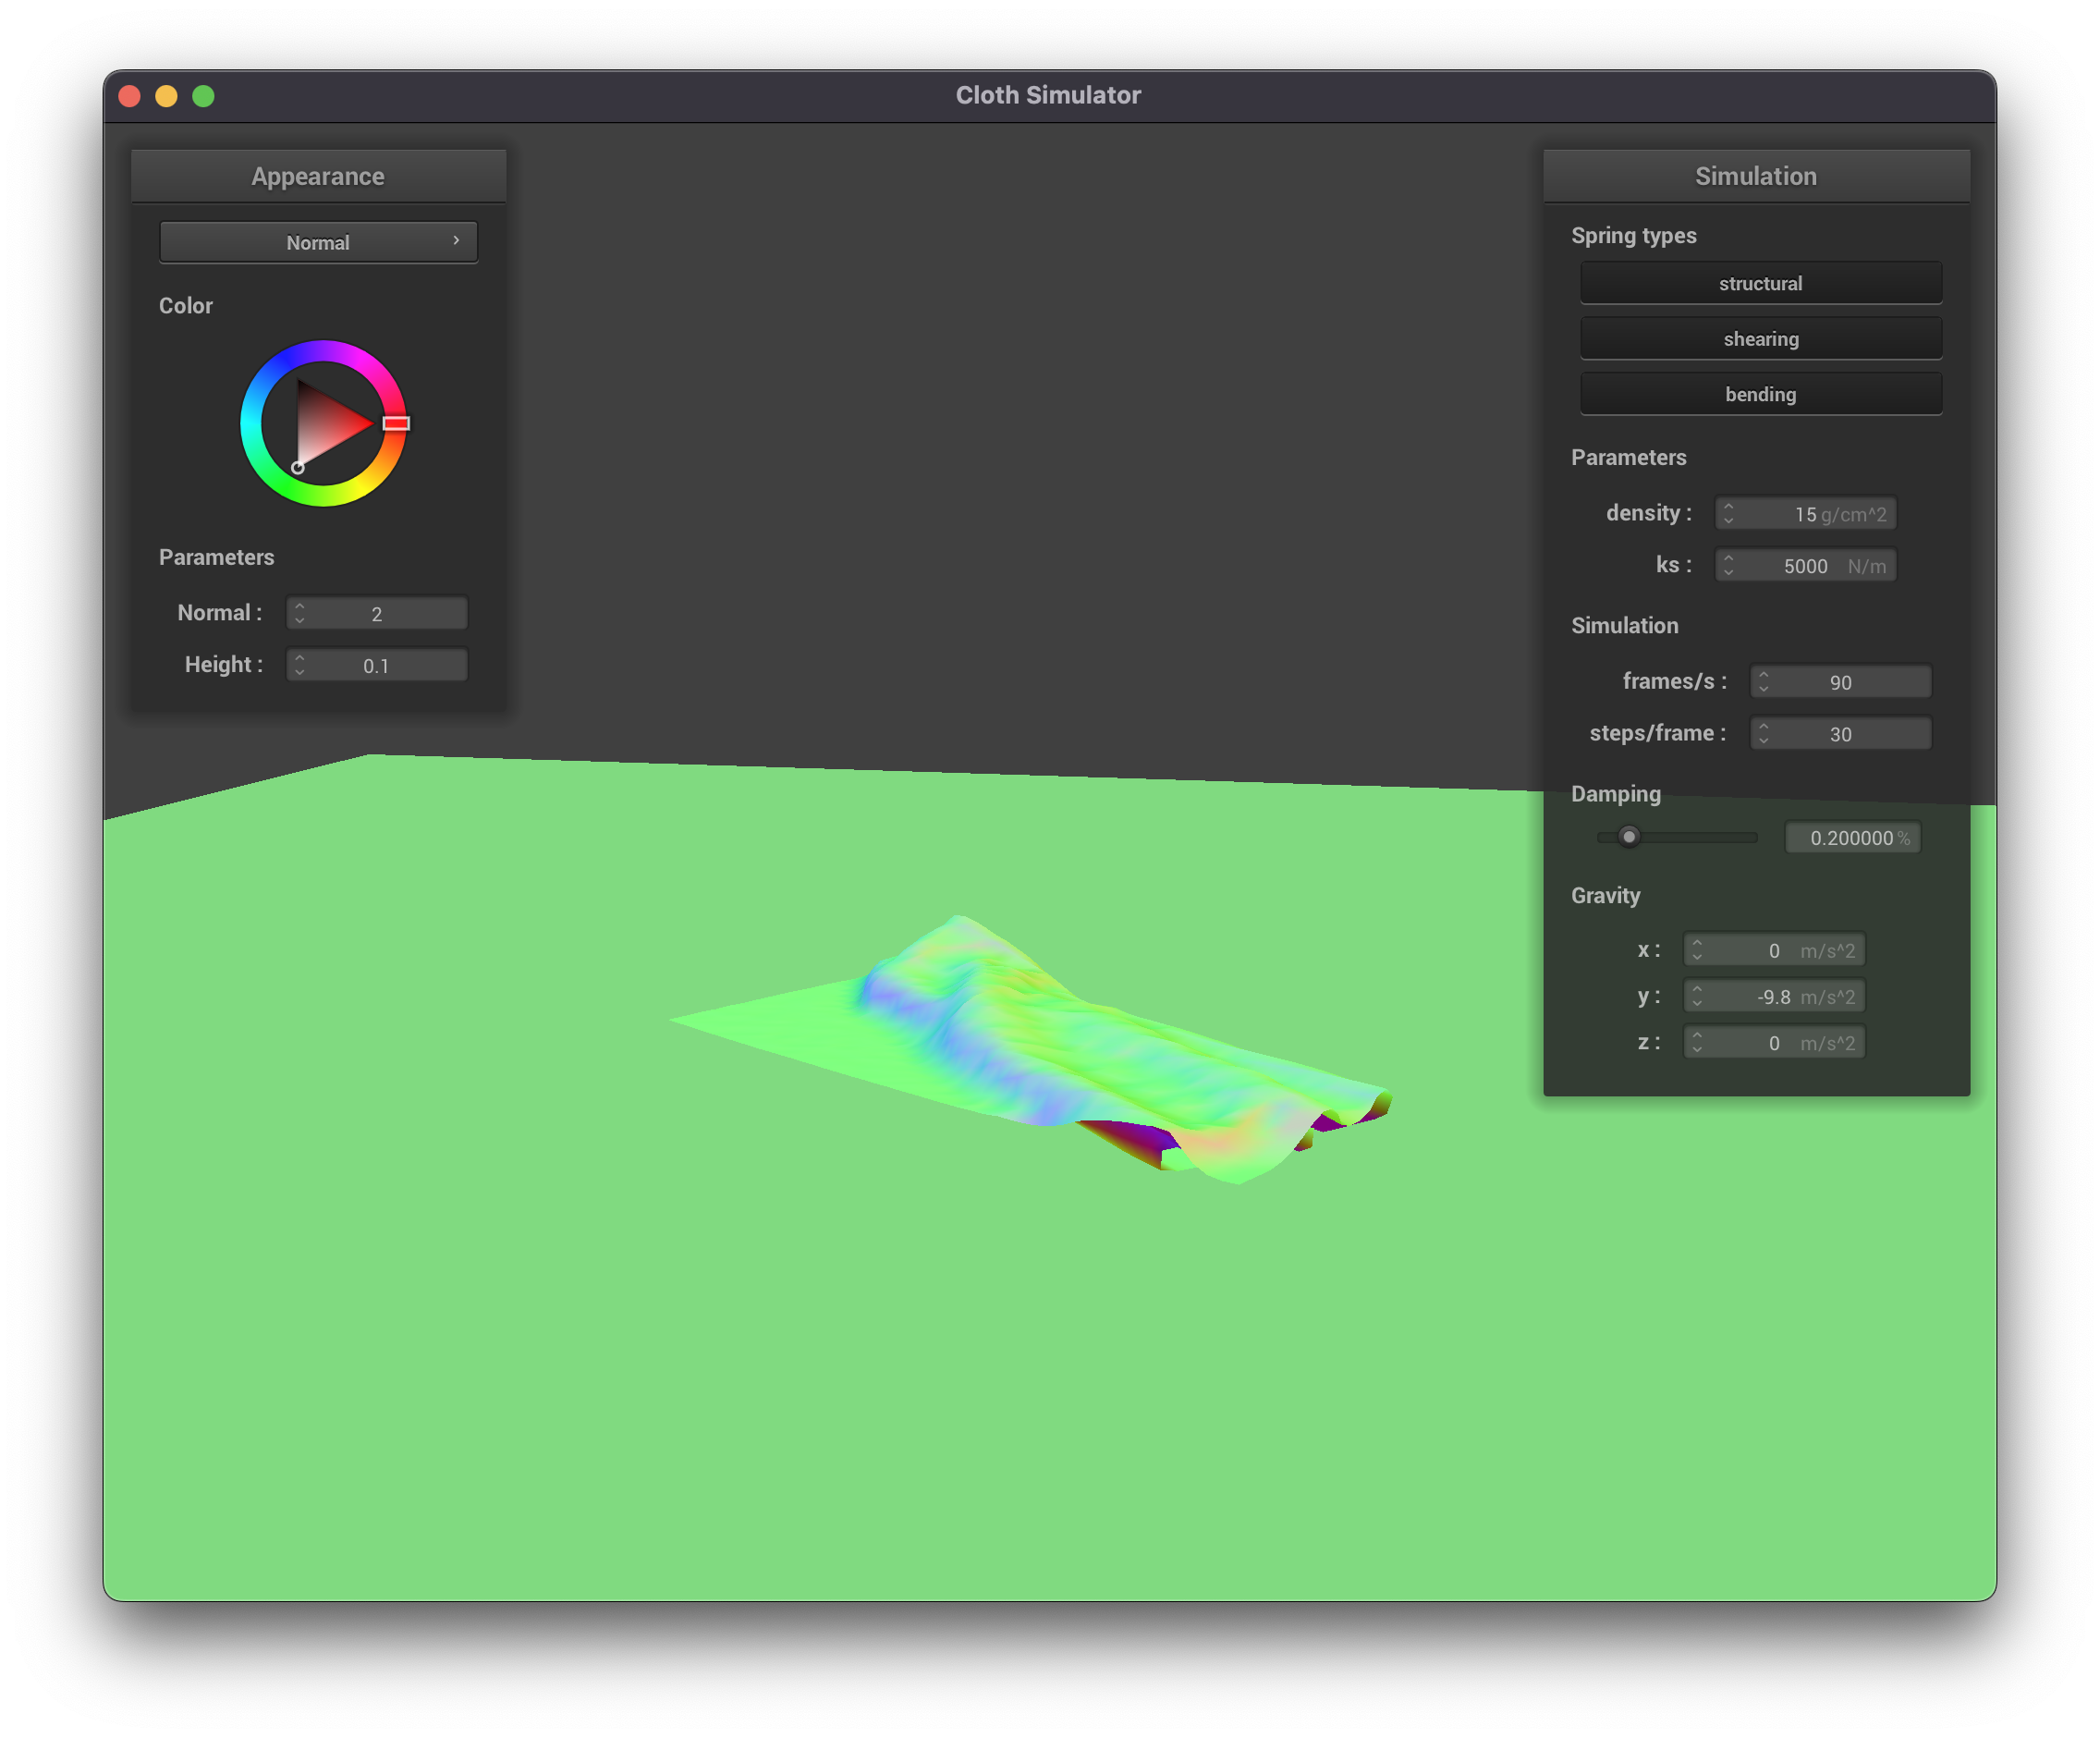 Cloth Simulator
Appearance
Normal
Color
Parameters
Normal : 2
Height : 0.1
Simulation
Spring types
structural
shearing
bending
Parameters
density : 15 g/cm^2
ks : 5000 N/m
Simulation
frames/s : 90
steps/frame : 30
Damping
0.200000 %
Gravity
x : 0 m/s^2
y : -9.8 m/s^2
z : 0 m/s^2